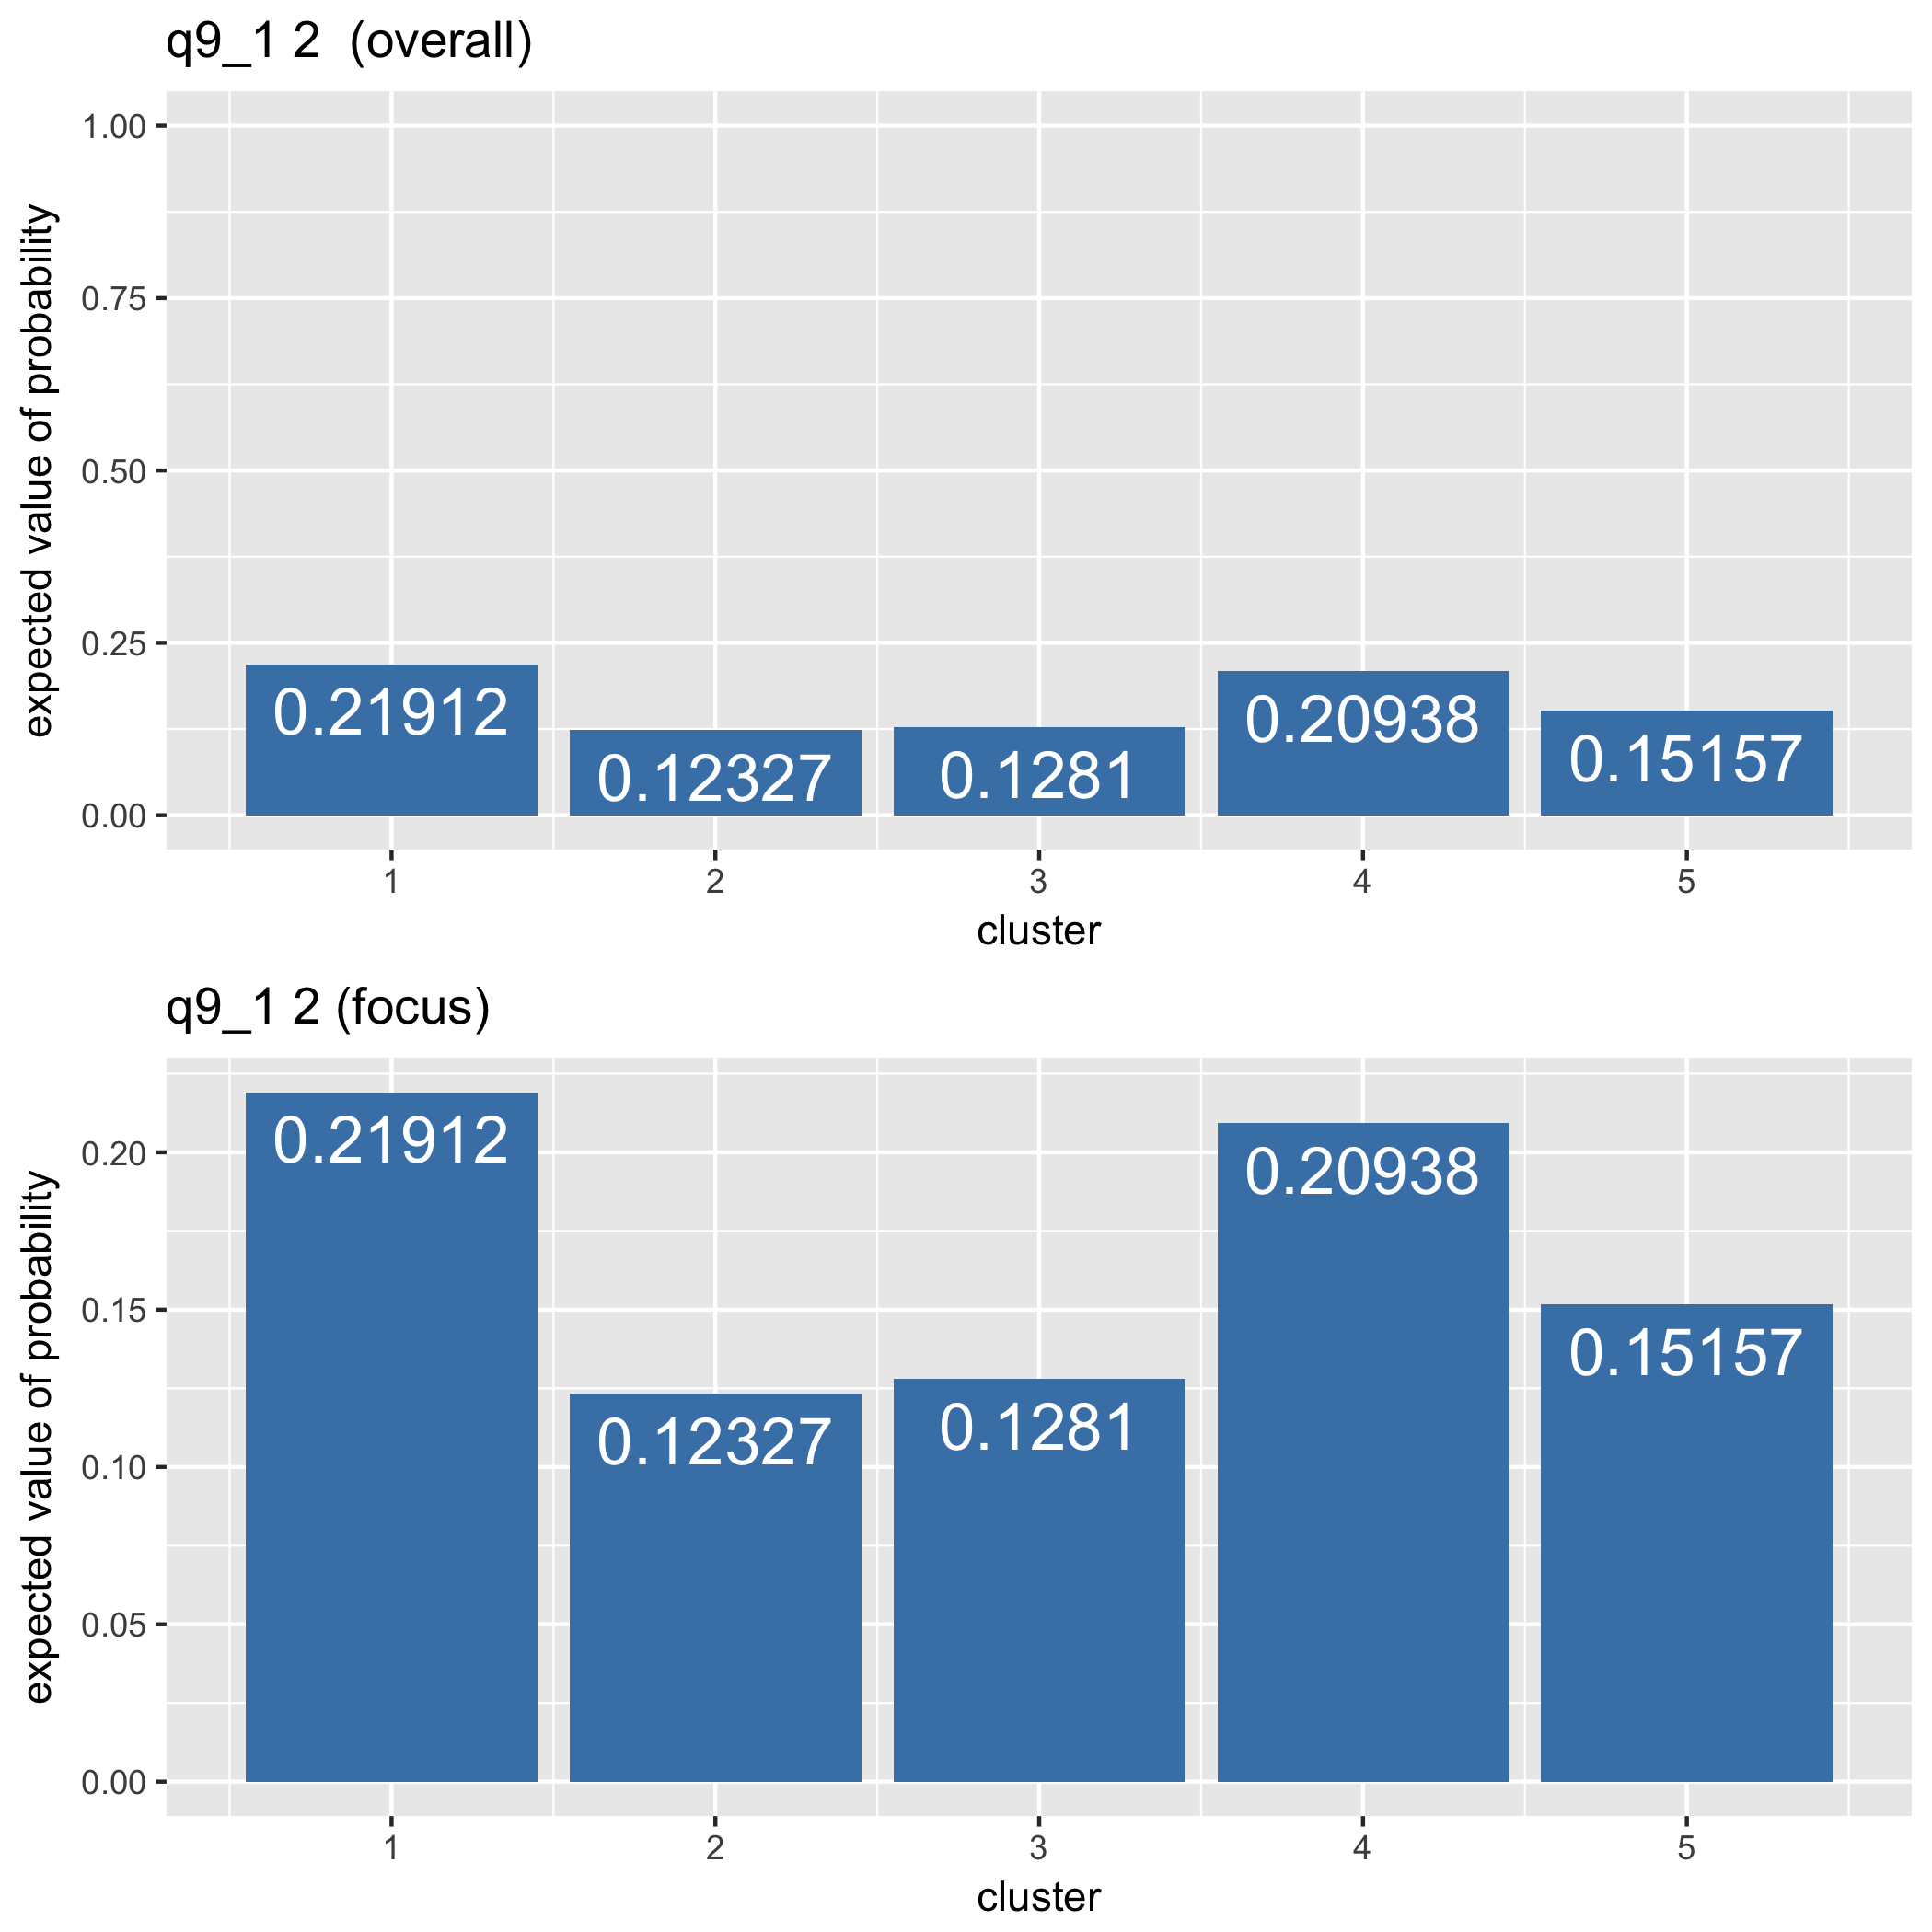 q9_1 2  (overall)
expected value of probability
1.00
0.75
0.50
0.25
0.00
0.21912
0.12327
0.1281
0.20938
0.15157
1 2 3 4 5
cluster
q9_1 2 (focus)
expected value of probability
0.20
0.15
0.10
0.05
0.00
0.21912
0.12327
0.1281
0.20938
0.15157
1 2 3 4 5
cluster